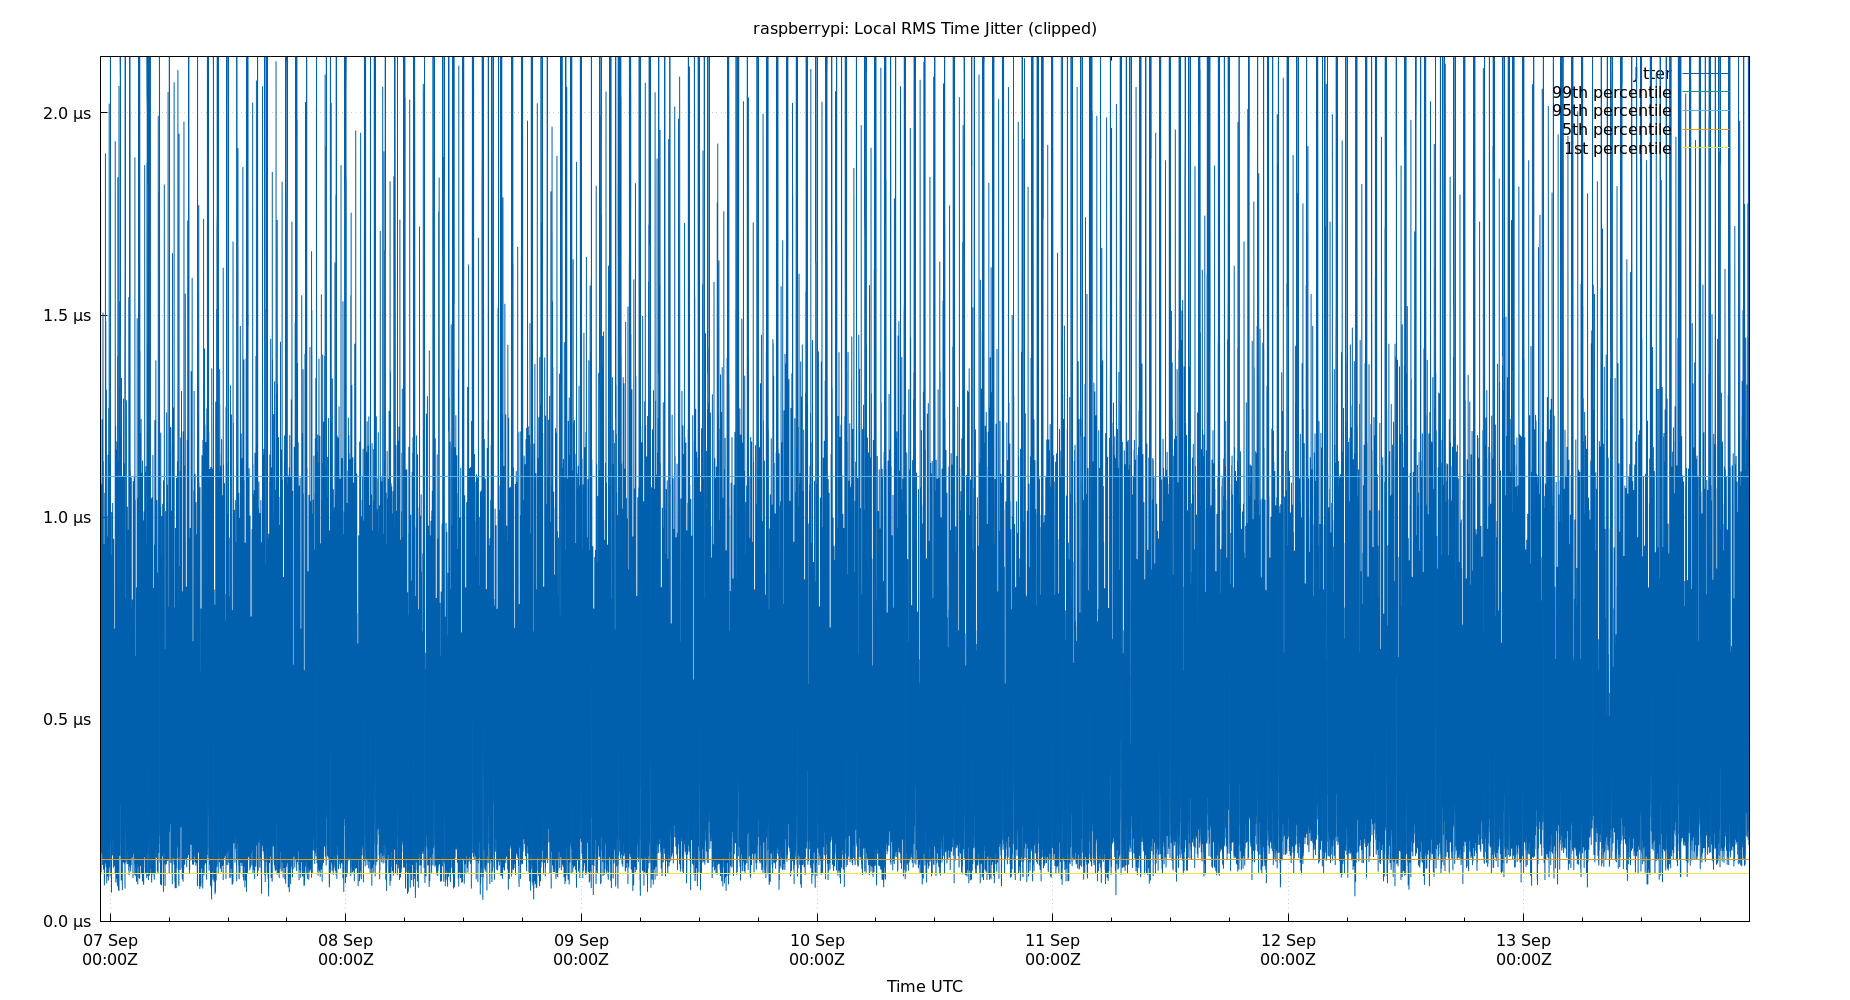 raspberrypi: Local RMS Time Jitter (clipped)
2.0 µs
1.5 µs
1.0 µs
0.5 µs
0.0 µs
jitter
99th percentile
95th percentile
5th percentile
1st percentile
07 Sep 08 Sep 09 Sep 10 Sep 11 Sep 12 Sep 13 Sep
00:00Z 00:00Z 00:00Z 00:00Z 00:00Z 00:00Z 00:00Z
Time UTC